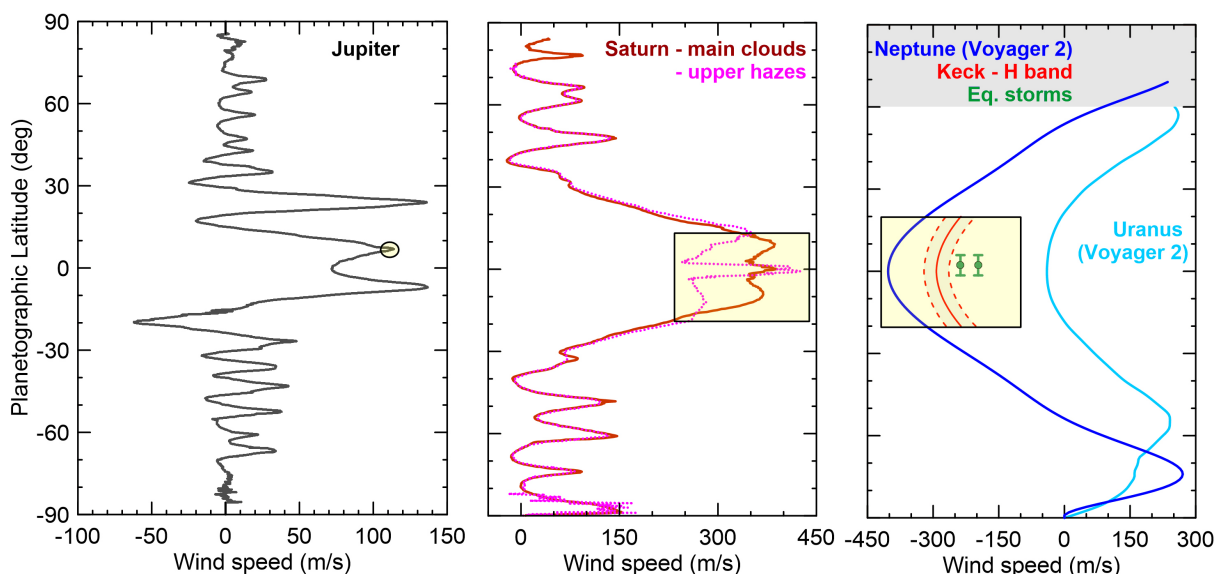 Planetographic Latitude (deg)
90
60
30
0
-30
-60
-90
Jupiter
-100 -50 0 50 100 150
Wind speed (m/s)
Saturn - main clouds
- upper hazes
0 150 300 450
Wind speed (m/s)
Neptune (Voyager 2)
Keck - H band
Eq. storms
Uranus
(Voyager 2)
-450 -300 -150 0 150 300
Wind speed (m/s)